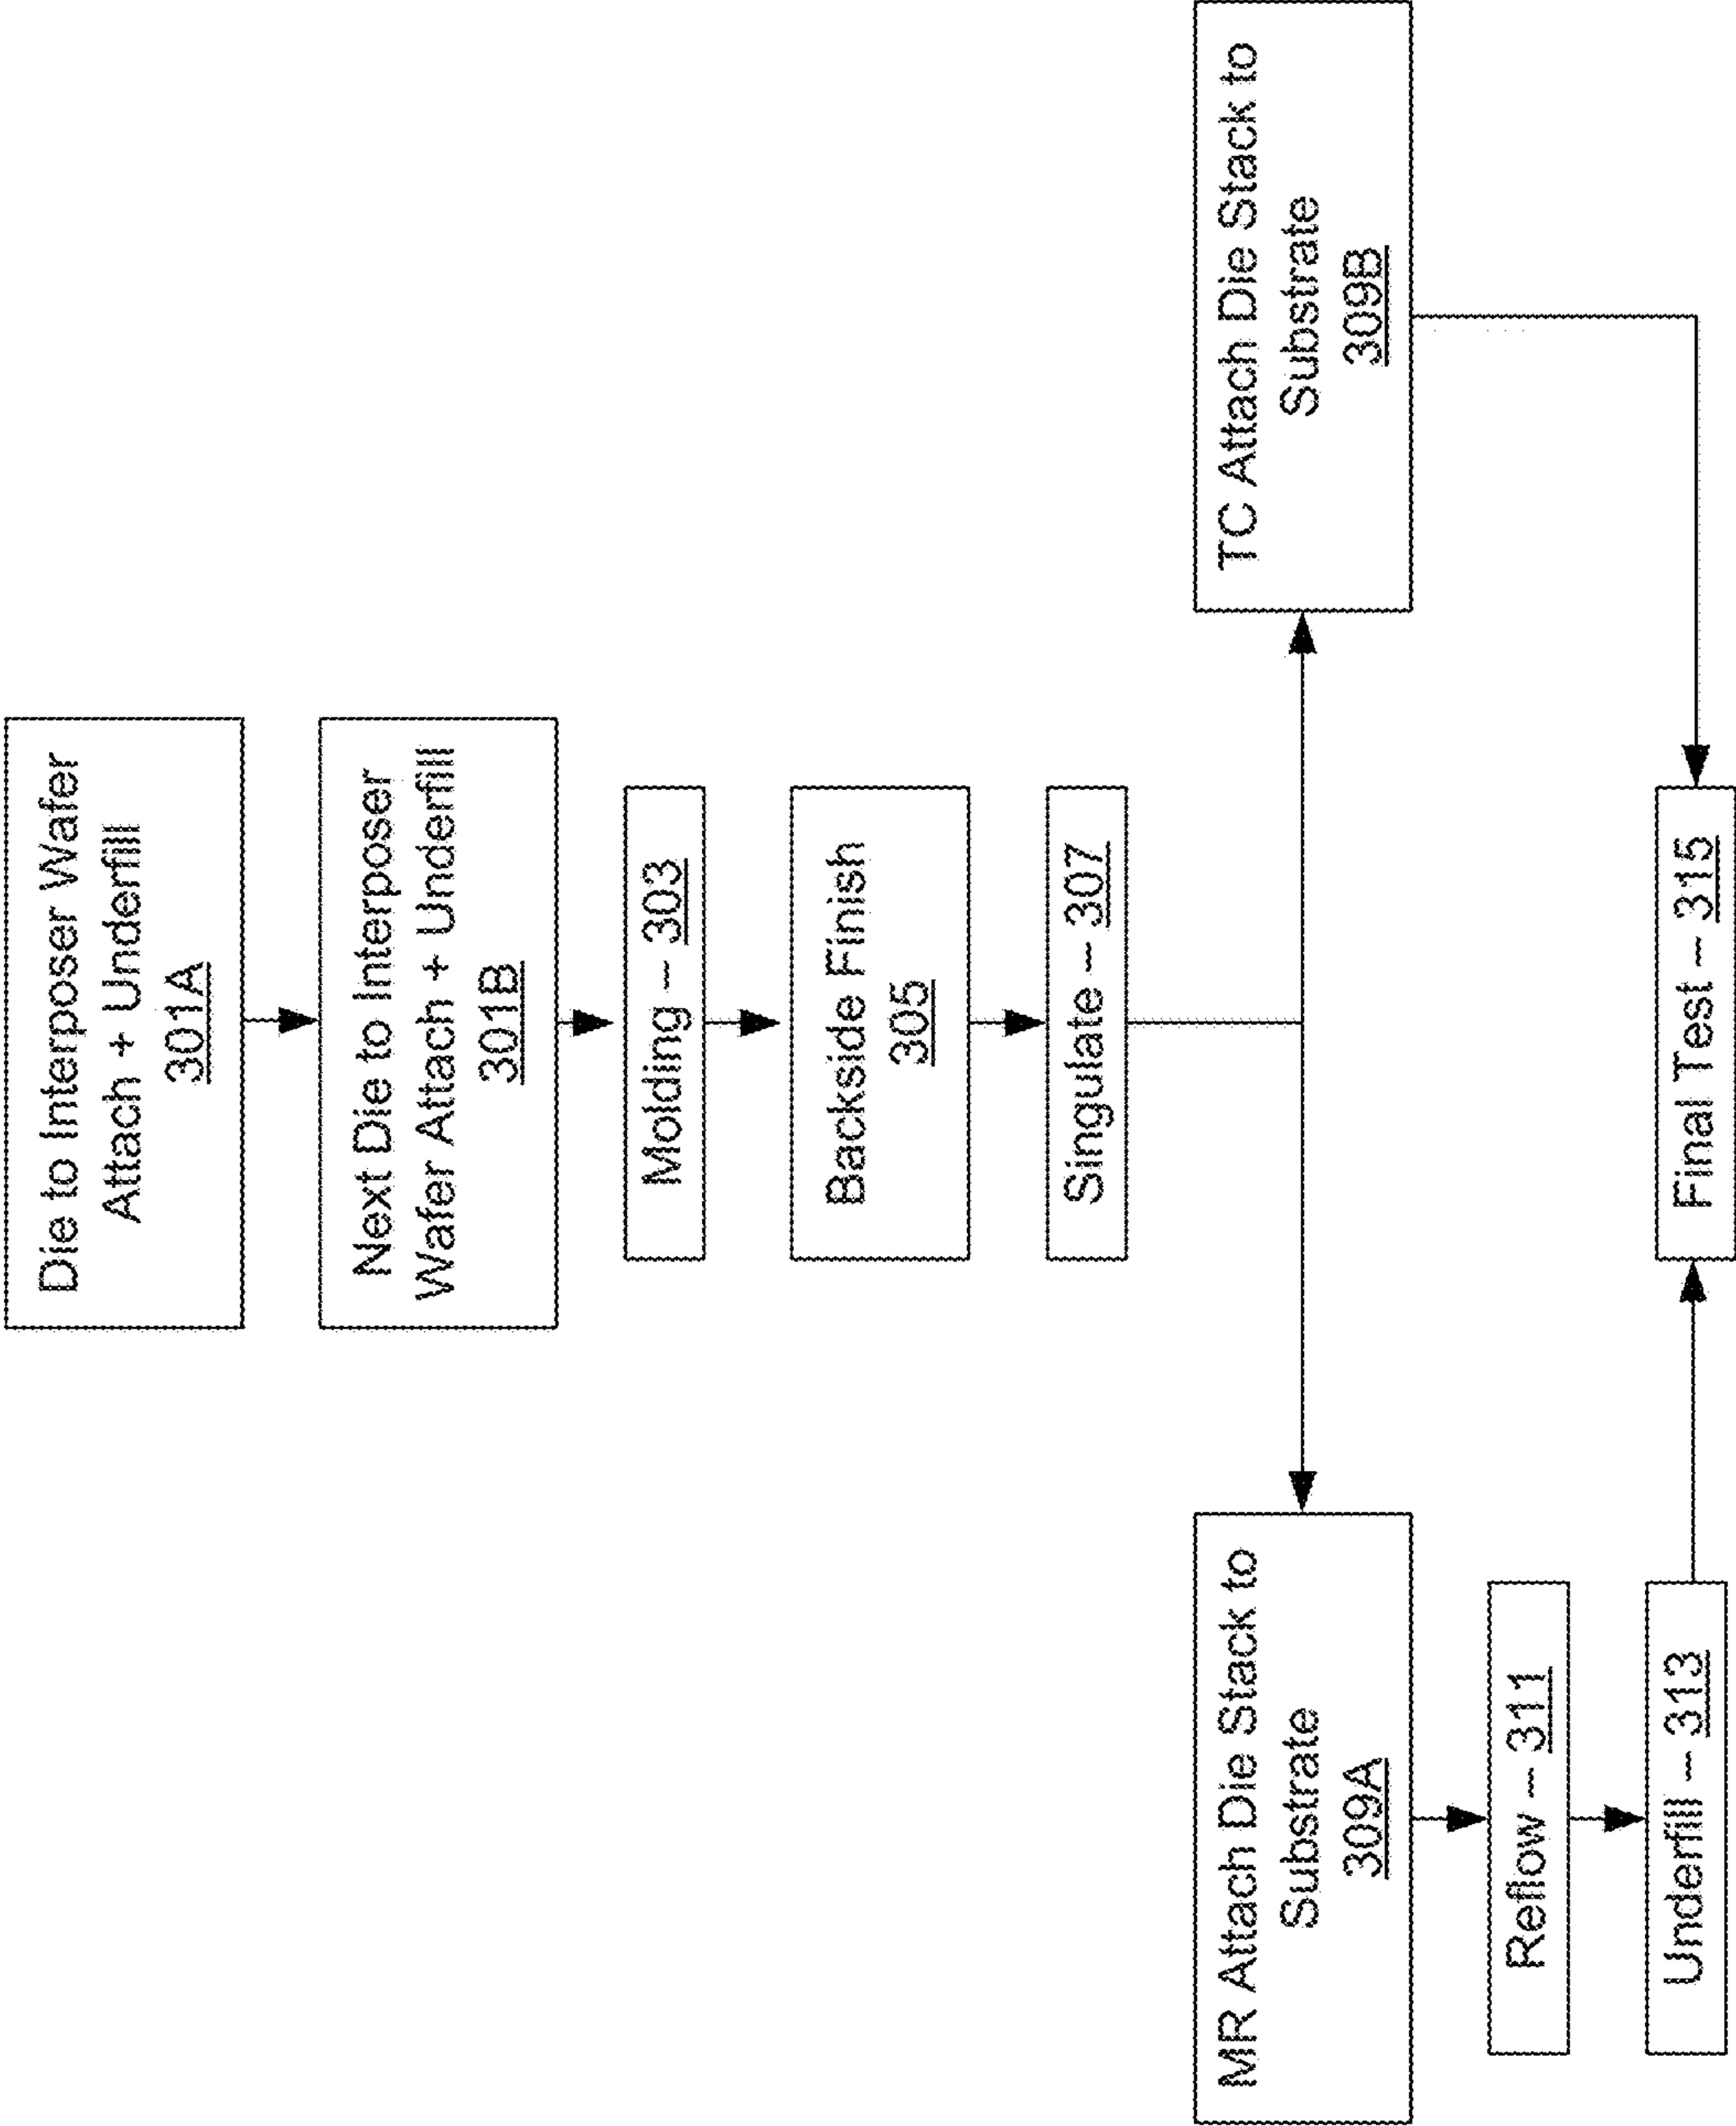 Die to Interposer Wafer
Attach + Underfill
301A
Next Die to Interposer
Wafer Attach + Underfill
301B
Molding – 303
Backside Finish
305
Singulate – 307
MR Attach Die Stack to
Substrate
309A
TC Attach Die Stack to
Substrate
309B
Reflow – 311
Underfill – 313
Final Test – 315